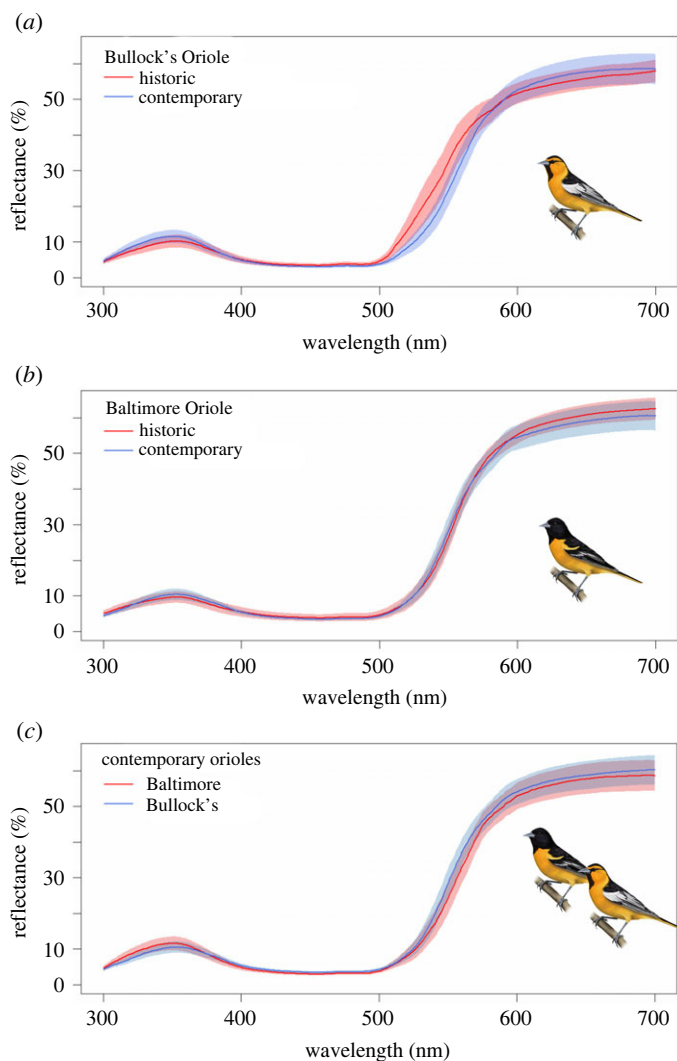 (a)
Bullock's Oriole
historic
contemporary
reflectance (%)
50
30
10
0
300 400 500 600 700
wavelength (nm)
(b)
Baltimore Oriole
historic
contemporary
reflectance (%)
50
30
10
0
300 400 500 600 700
wavelength (nm)
(c)
contemporary orioles
Baltimore
Bullock's
reflectance (%)
50
30
10
0
300 400 500 600 700
wavelength (nm)